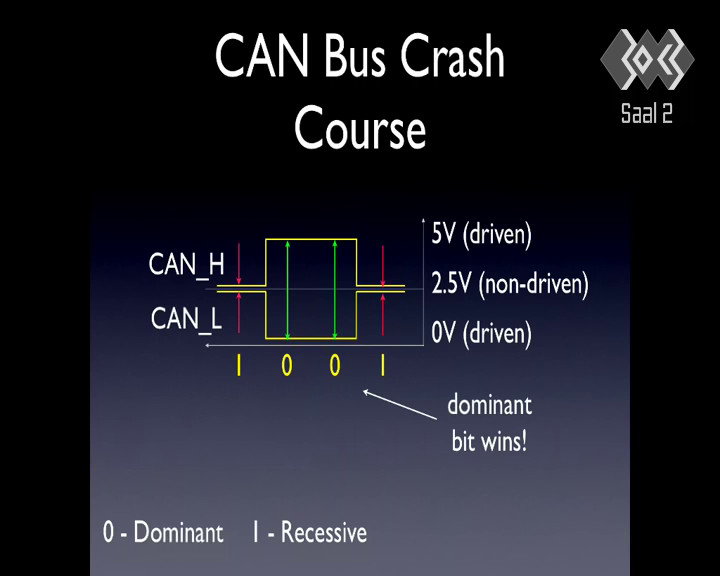 CAN Bus Crash
Course
30C3
Saal 2
5V (driven)
CAN_H
2.5V (non-driven)
CAN_L
0V (driven)
1 0 0 1
dominant
bit wins!
0 - Dominant 1 - Recessive